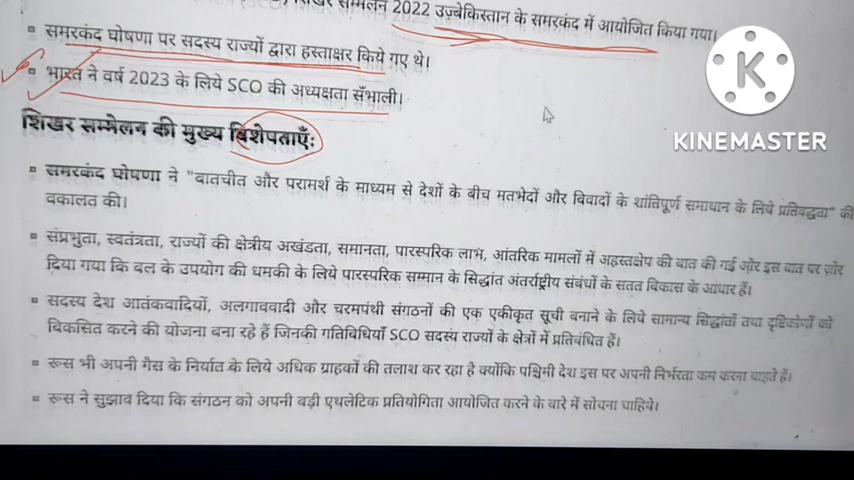 शिखर सम्मेलन 2022 उज़्बेकिस्तान के समरकंद में आयोजित किया गया।
▫ समरकंद घोषणा पर सदस्य राज्यों द्वारा हस्ताक्षर किये गए थे।
▫ भारत ने वर्ष 2023 के लिये SCO की अध्यक्षता सँभाली।
शिखर सम्मेलन की मुख्य विशेषताएँ:
▫ समरकंद घोषणा ने "बातचीत और परामर्श के माध्यम से देशों के बीच मतभेदों और विवादों के शांतिपूर्ण समाधान के लिये प्रतिबद्धता" की
वकालत की।
▫ संप्रभुता, स्वतंत्रता, राज्यों की क्षेत्रीय अखंडता, समानता, पारस्परिक लाभ, आंतरिक मामलों में अहस्तक्षेप की बात की गई और इस बात पर ज़ोर
दिया गया कि बल के उपयोग की धमकी के लिये पारस्परिक सम्मान के सिद्धांत अंतर्राष्ट्रीय संबंधों के सतत विकास के आधार हैं।
▫ सदस्य देश आतंकवादियों, अलगाववादी और चरमपंथी संगठनों की एक एकीकृत सूची बनाने के लिये सामान्य सिद्धांतों तथा दृष्टिकोणों को
विकसित करने की योजना बना रहे हैं जिनकी गतिविधियाँ SCO सदस्य राज्यों के क्षेत्रों में प्रतिबंधित हैं।
▫ रूस भी अपनी गैस के निर्यात के लिये अधिक ग्राहकों की तलाश कर रहा है क्योंकि पश्चिमी देश इस पर अपनी निर्भरता कम करना चाहते हैं।
▫ रूस ने सुझाव दिया कि संगठन को अपनी बड़ी एथलेटिक प्रतियोगिता आयोजित करने के बारे में सोचना चाहिये।
K
KINEMASTER